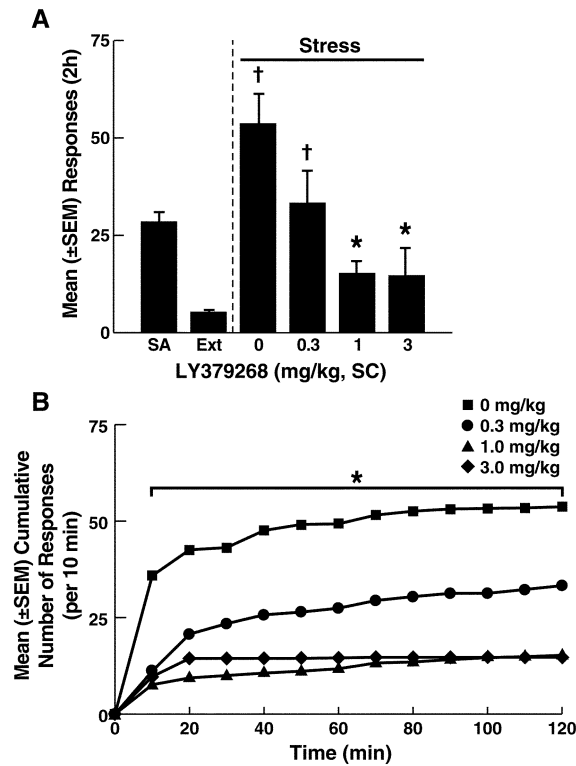 A
Mean (±SEM) Responses (2h)
75
50
25
0
Stress
†
†
*
*
SA Ext 0 0.3 1 3
LY379268 (mg/kg, SC)
B
Mean (±SEM) Cumulative
Number of Responses
(per 10 min)
75
50
25
0
0 mg/kg
0.3 mg/kg
1.0 mg/kg
3.0 mg/kg
*
0 20 40 60 80 100 120
Time (min)